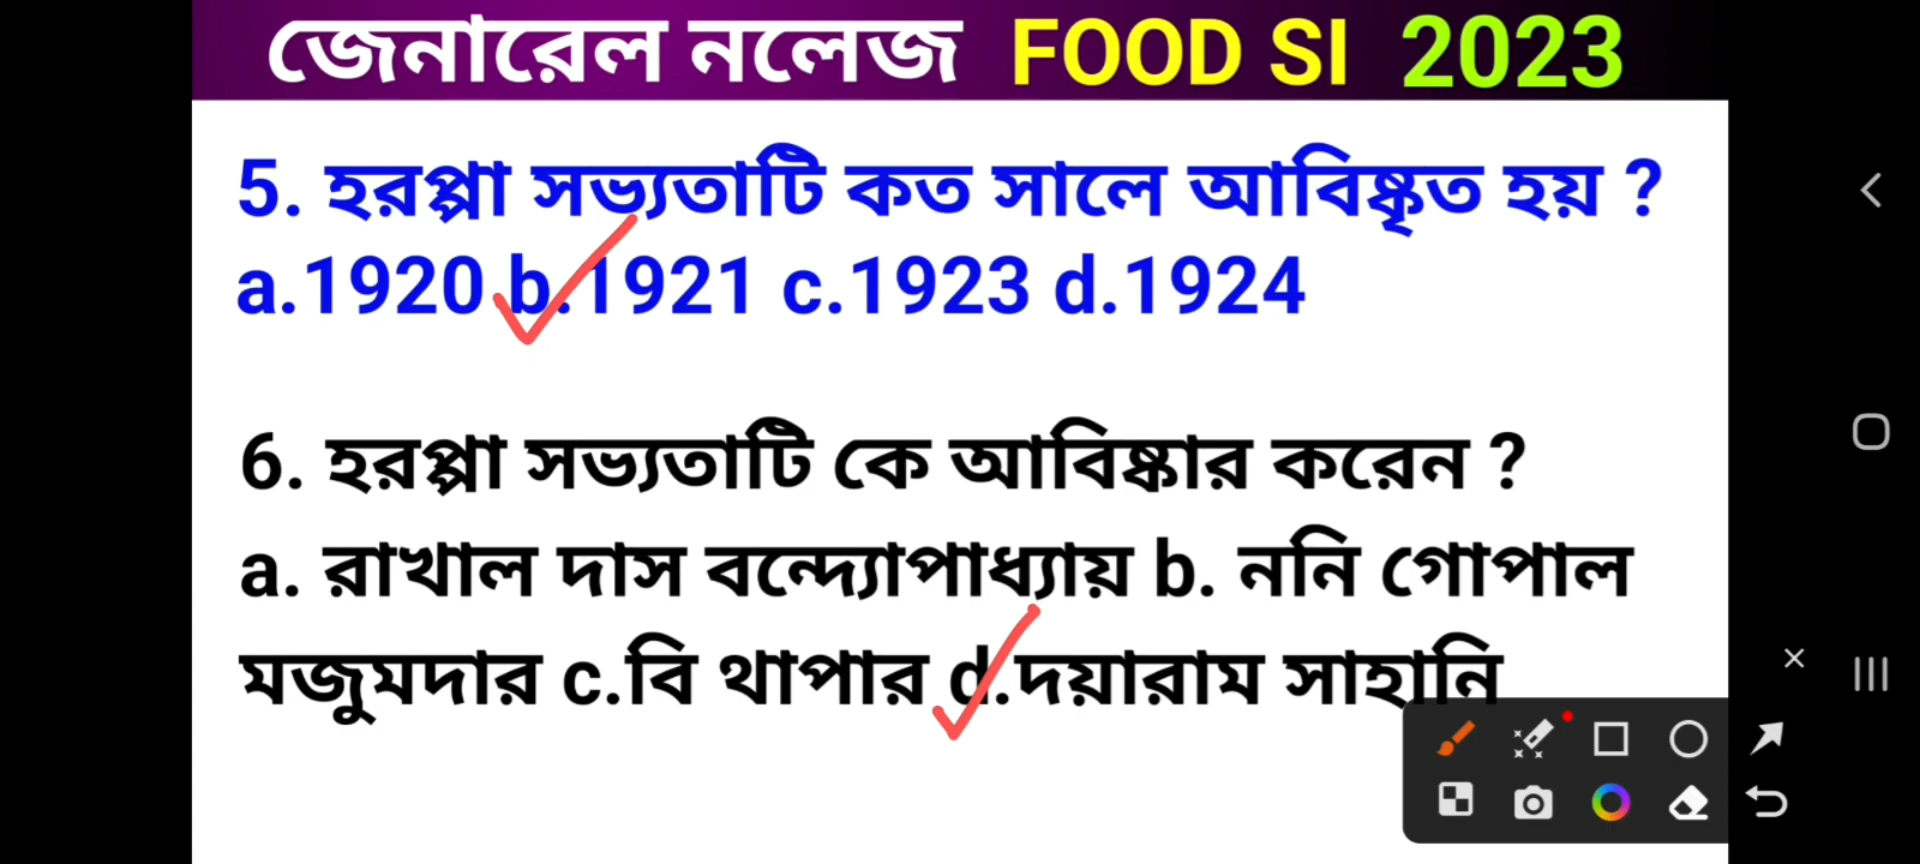 জেনারেল নলেজ FOOD SI 2023
5. হরপ্পা সভ্যতাটি কত সালে আবিষ্কৃত হয় ?
a.1920 b.1921 c.1923 d.1924
6. হরপ্পা সভ্যতাটি কে আবিষ্কার করেন ?
a. রাখাল দাস বন্দ্যোপাধ্যায় b. ননি গোপাল
মজুমদার c.বি থাপার d.দয়ারাম সাহানি